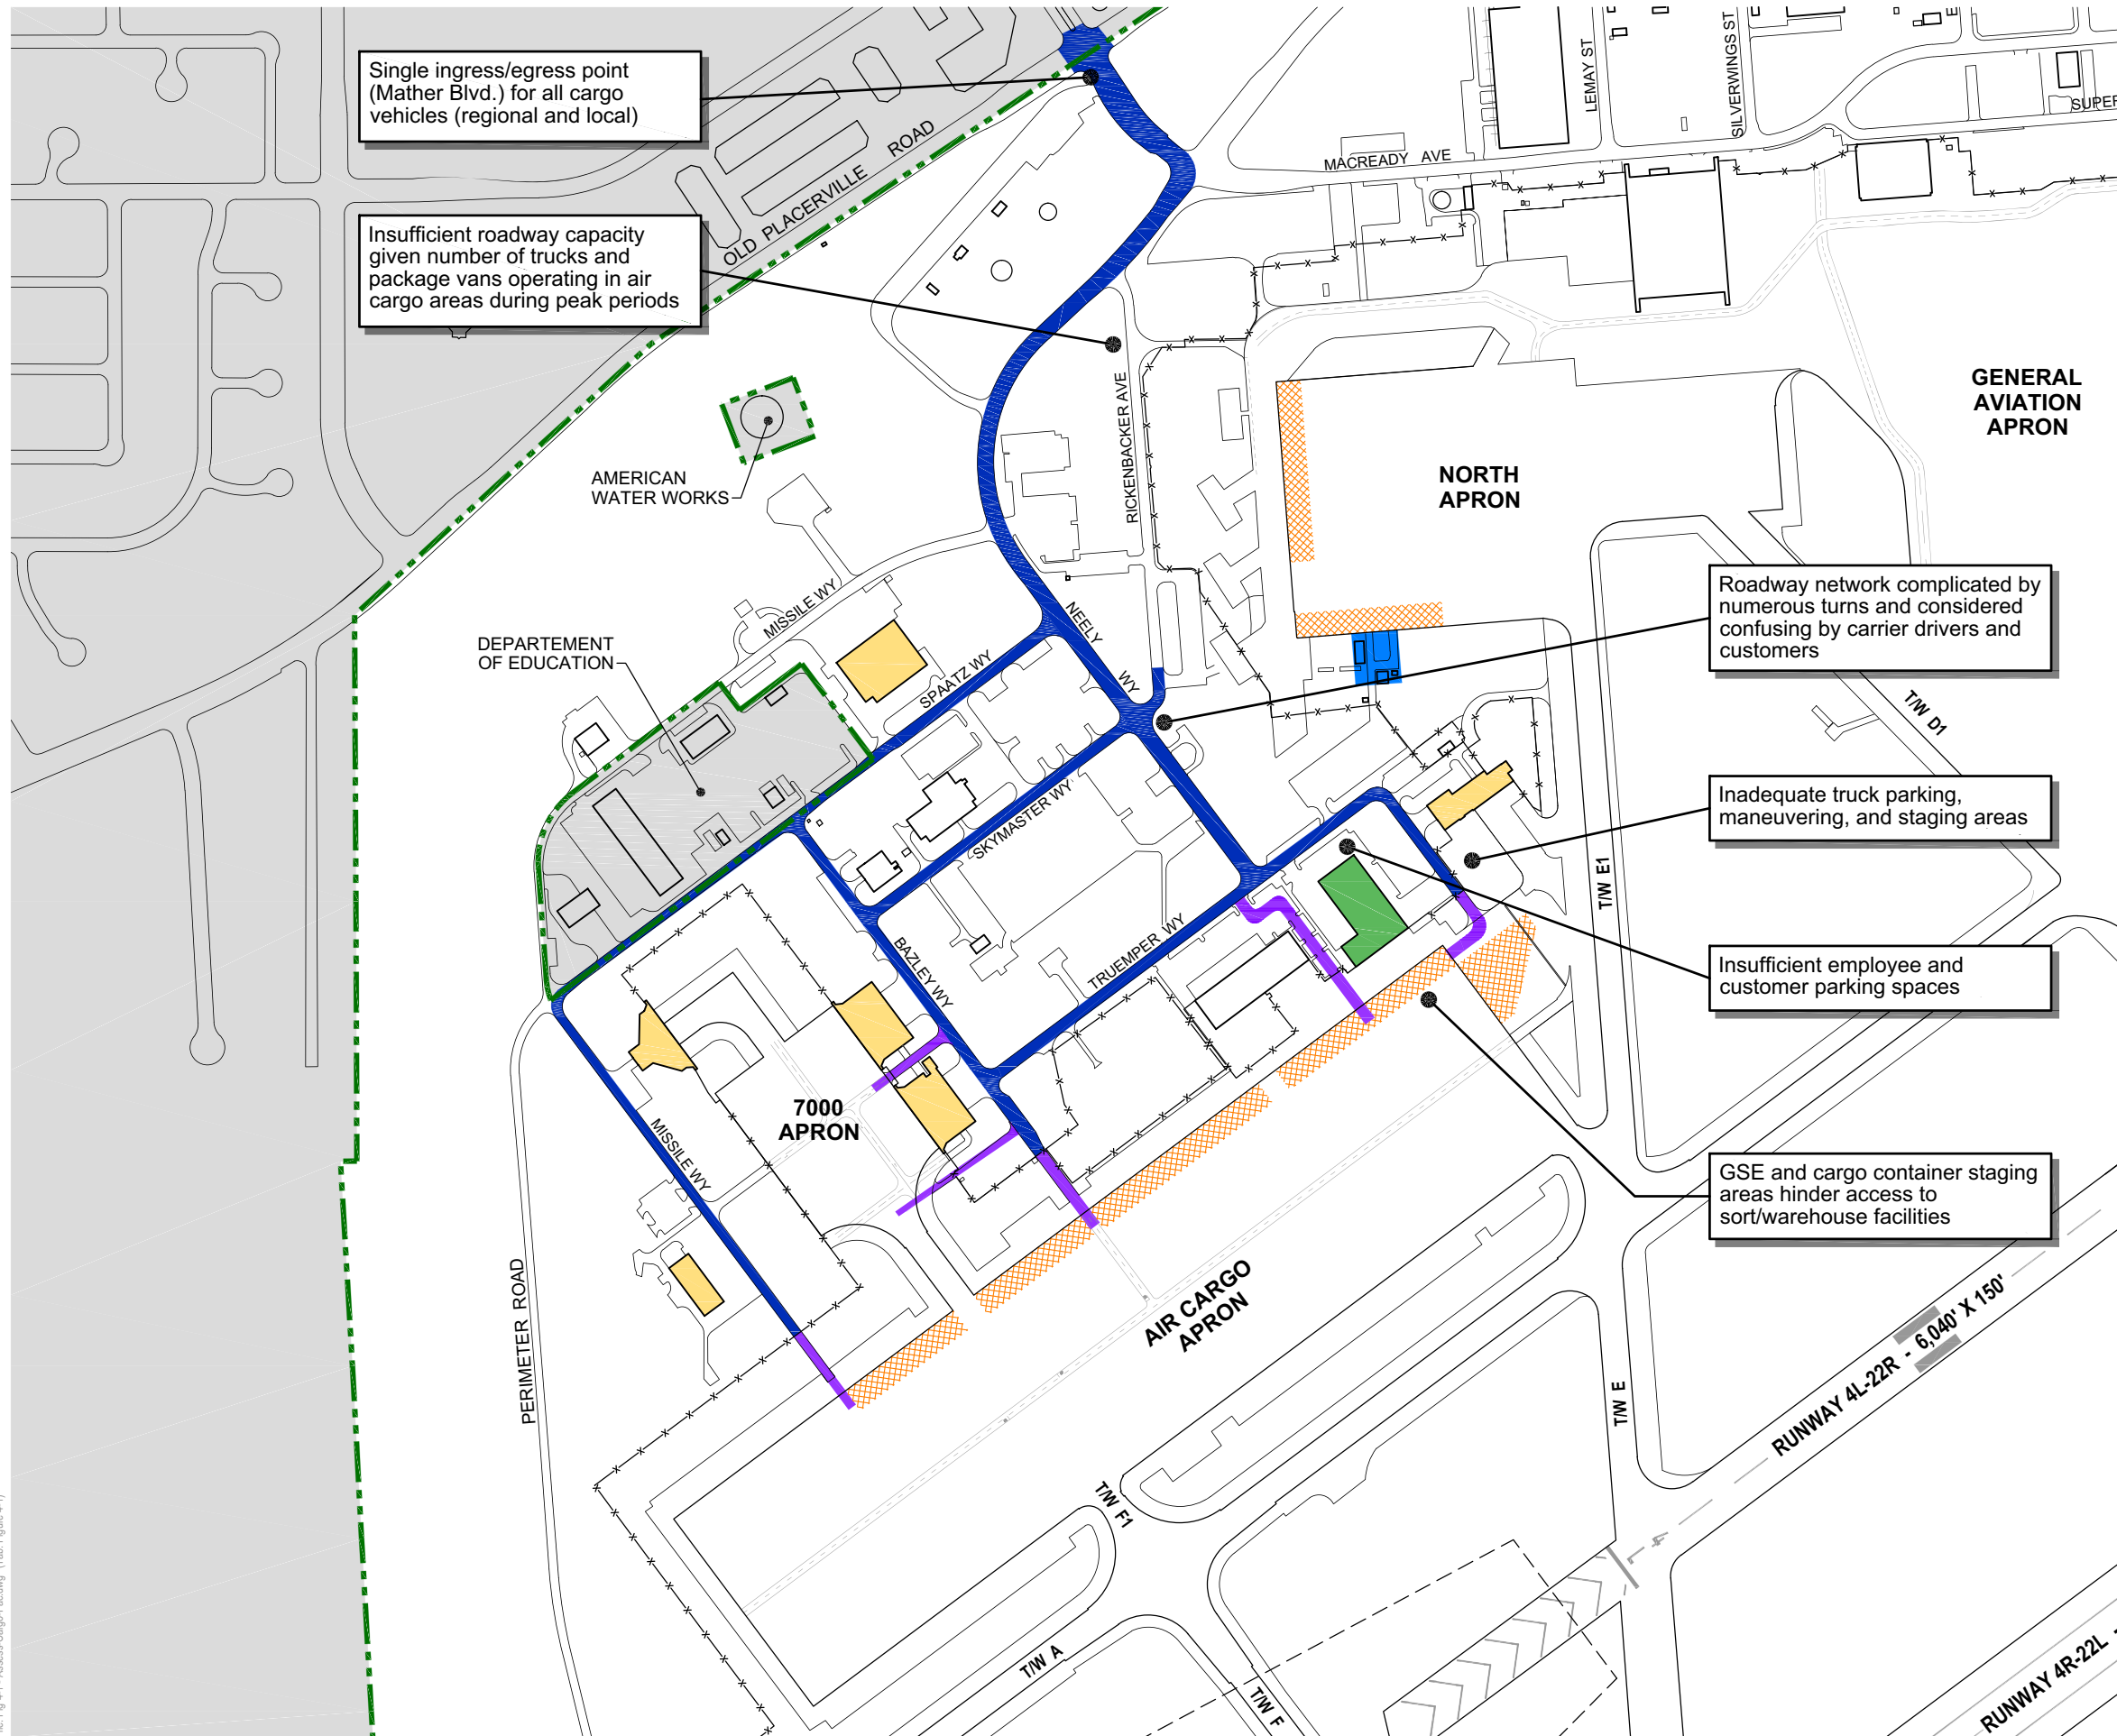 Single ingress/egress point
(Mather Blvd.) for all cargo
vehicles (regional and local)
Insufficient roadway capacity
given number of trucks and
package vans operating in air
cargo areas during peak periods
OLD PLACERVILLE ROAD
LEMAY ST
SILVERWINGS ST
MACREADY AVE
GENERAL
AVIATION
APRON
RICKENBACKER AVE
NORTH
APRON
AMERICAN
WATER WORKS
MISSILE WY
DEPARTEMENT
OF EDUCATION
NEELY WY
SPAATZ WY
Roadway network complicated by
numerous turns and considered
confusing by carrier drivers and
customers
T/W D1
SKYMASTER WY
Inadequate truck parking,
maneuvering, and staging areas
T/W E1
BAZLEY WY
TRUEMPER WY
Insufficient employee and
customer parking spaces
7000
APRON
MISSILE WY
GSE and cargo container staging
areas hinder access to
sort/warehouse facilities
PERIMETER ROAD
AIR CARGO
APRON
T/W E
RUNWAY 4L-22R - 6,040' X 150'
T/W F1
T/W A
T/W F
RUNWAY 4R-22L -